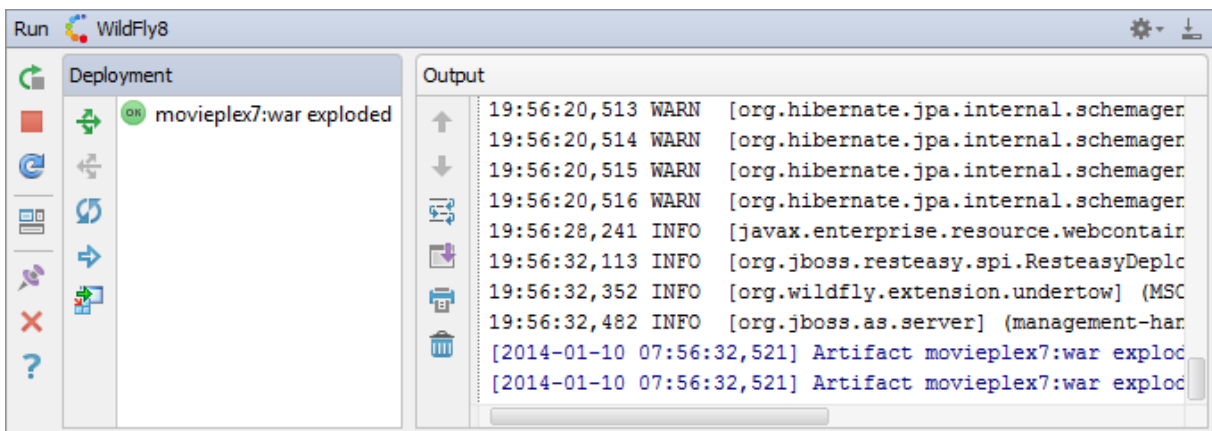 Run WildFly8
Deployment
OK movieplex7:war exploded
Output
19:56:20,513 WARN [org.hibernate.jpa.internal.schemagen
19:56:20,514 WARN [org.hibernate.jpa.internal.schemagen
19:56:20,515 WARN [org.hibernate.jpa.internal.schemagen
19:56:20,516 WARN [org.hibernate.jpa.internal.schemagen
19:56:28,241 INFO [javax.enterprise.resource.webcontain
19:56:32,113 INFO [org.jboss.resteasy.spi.ResteasyDeplo
19:56:32,352 INFO [org.wildfly.extension.undertow] (MSC
19:56:32,482 INFO [org.jboss.as.server] (management-han
[2014-01-10 07:56:32,521] Artifact movieplex7:war explod
[2014-01-10 07:56:32,521] Artifact movieplex7:war explod